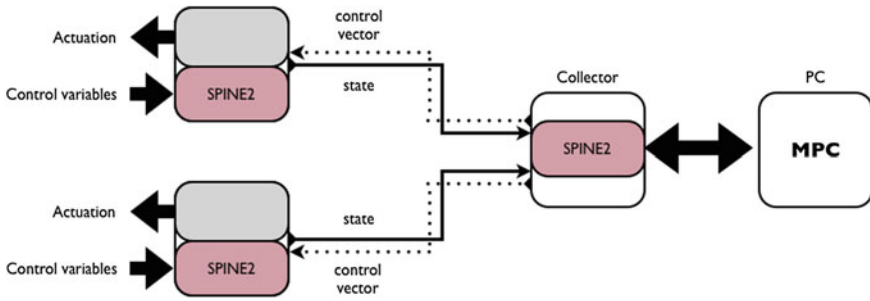 Actuation
control
vector
Control variables
SPINE2
state
Collector
PC
SPINE2
MPC
Actuation
state
Control variables
SPINE2
control
vector